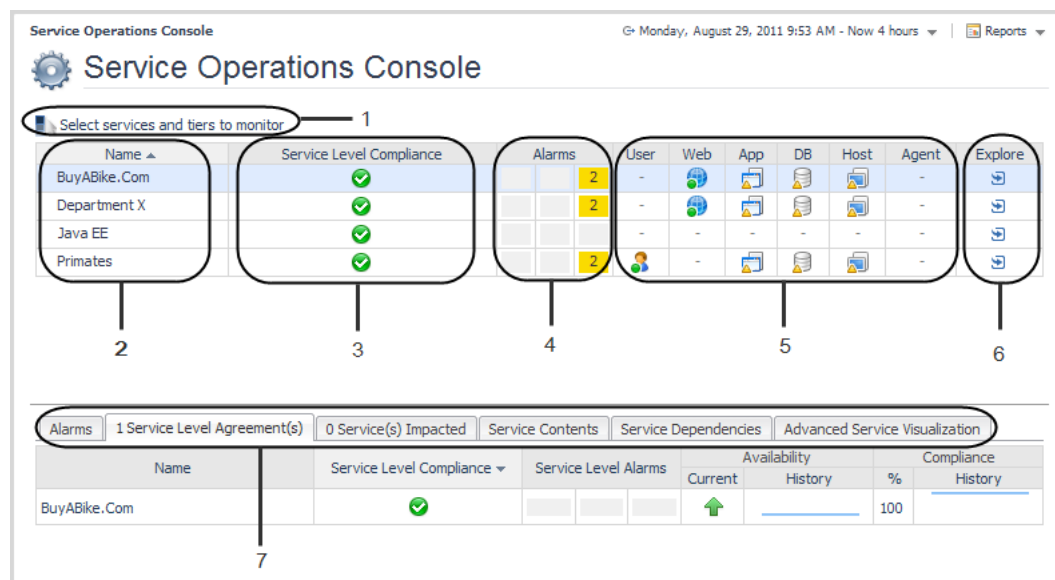 Service Operations Console
Monday, August 29, 2011 9:53 AM - Now 4 hours
Reports
Service Operations Console
Select services and tiers to monitor
1
Name Service Level Compliance Alarms User Web App DB Host Agent Explore
BuyABike.Com 2 - -
Department X 2 - -
Java EE - - - - - -
Primates 2 - -
2 3 4 5 6
Alarms 1 Service Level Agreement(s) 0 Service(s) Impacted Service Contents Service Dependencies Advanced Service Visualization
Name Service Level Compliance Service Level Alarms Availability Compliance
Current History % History
BuyABike.Com 100
7